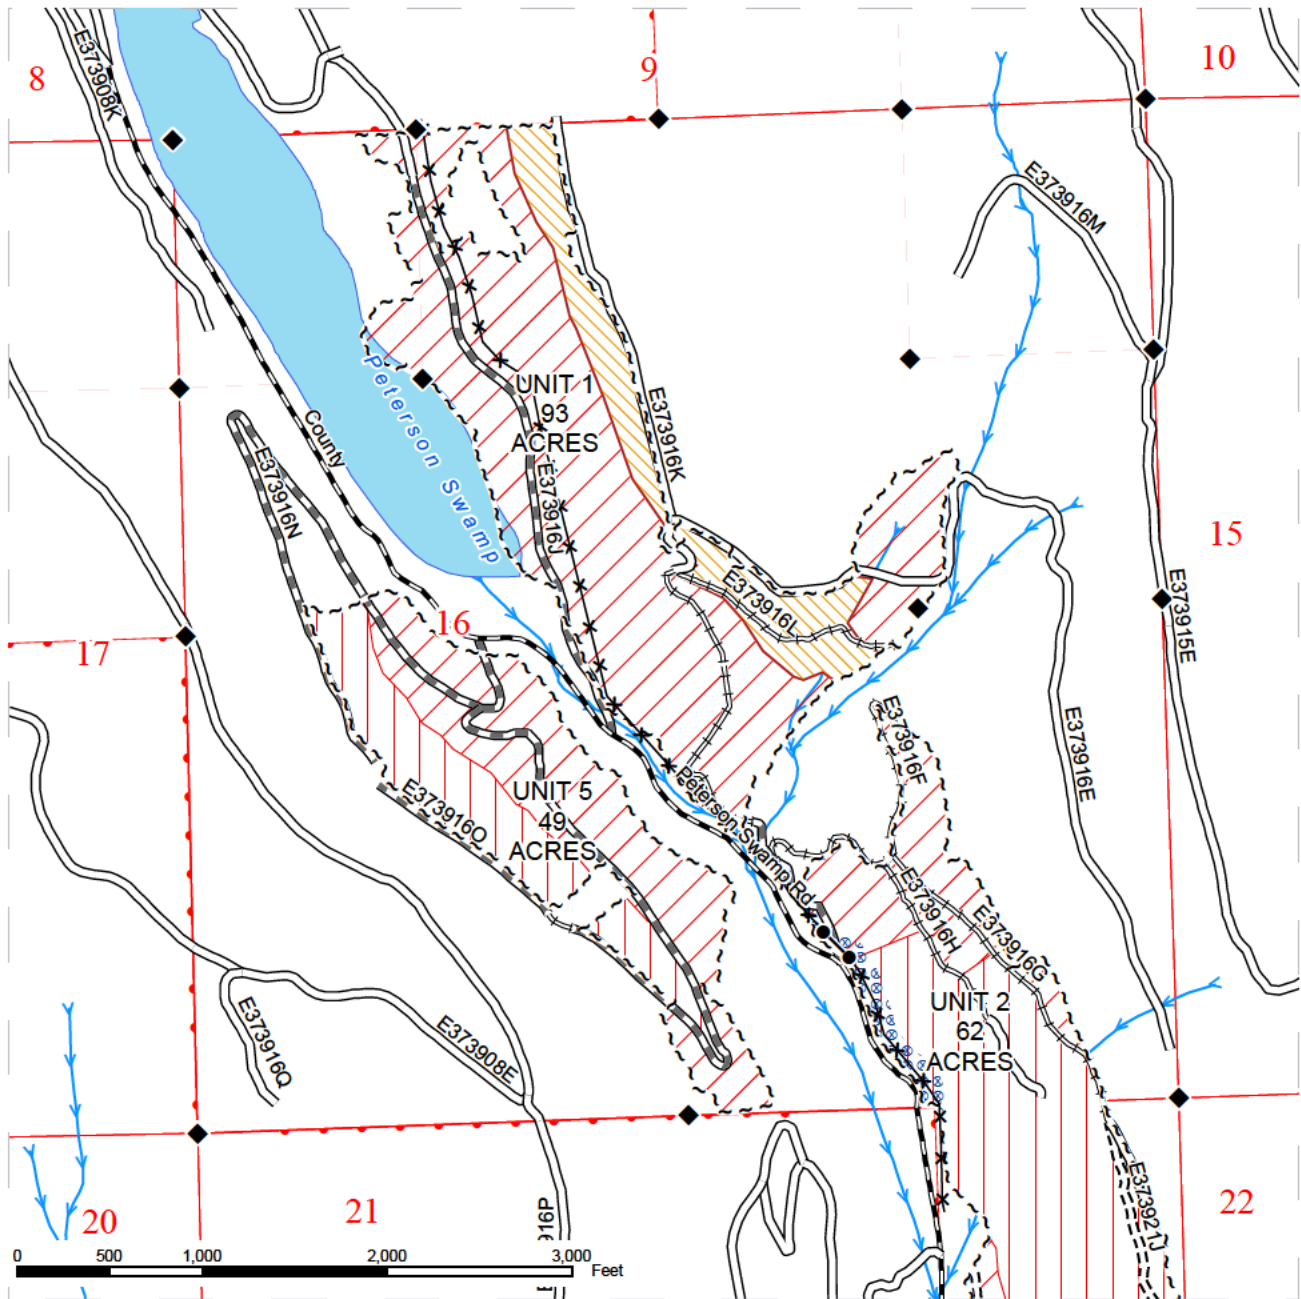 8
9
10
E373908K
E373916M
Peterson Swamp
UNIT 1
93
ACRES
E373916K
County
E373916N
E373916J
15
E373916L
E373915E
16
17
E373916F
E373916E
Peterson Swamp Rd
UNIT 5
49
ACRES
E373916Q
E373916H
E373916G
UNIT 2
62
ACRES
E373916Q
E373908E
E373921J
20
21
22
916P
0 500 1,000 2,000 3,000
Feet